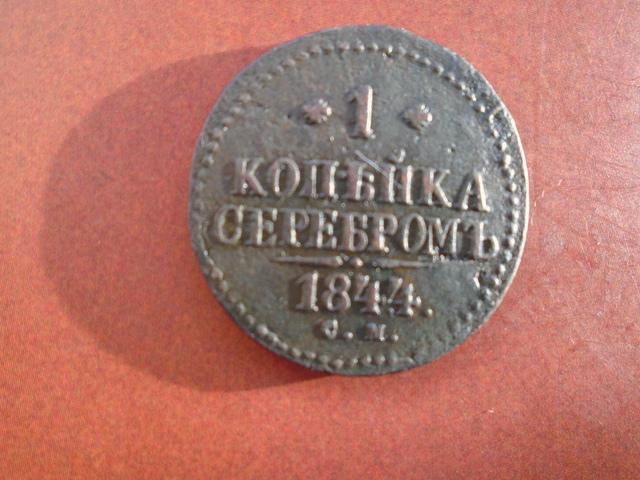 * 1 *
КОПѢЙКА
СЕРЕБРОМЪ
1844.
С. М.